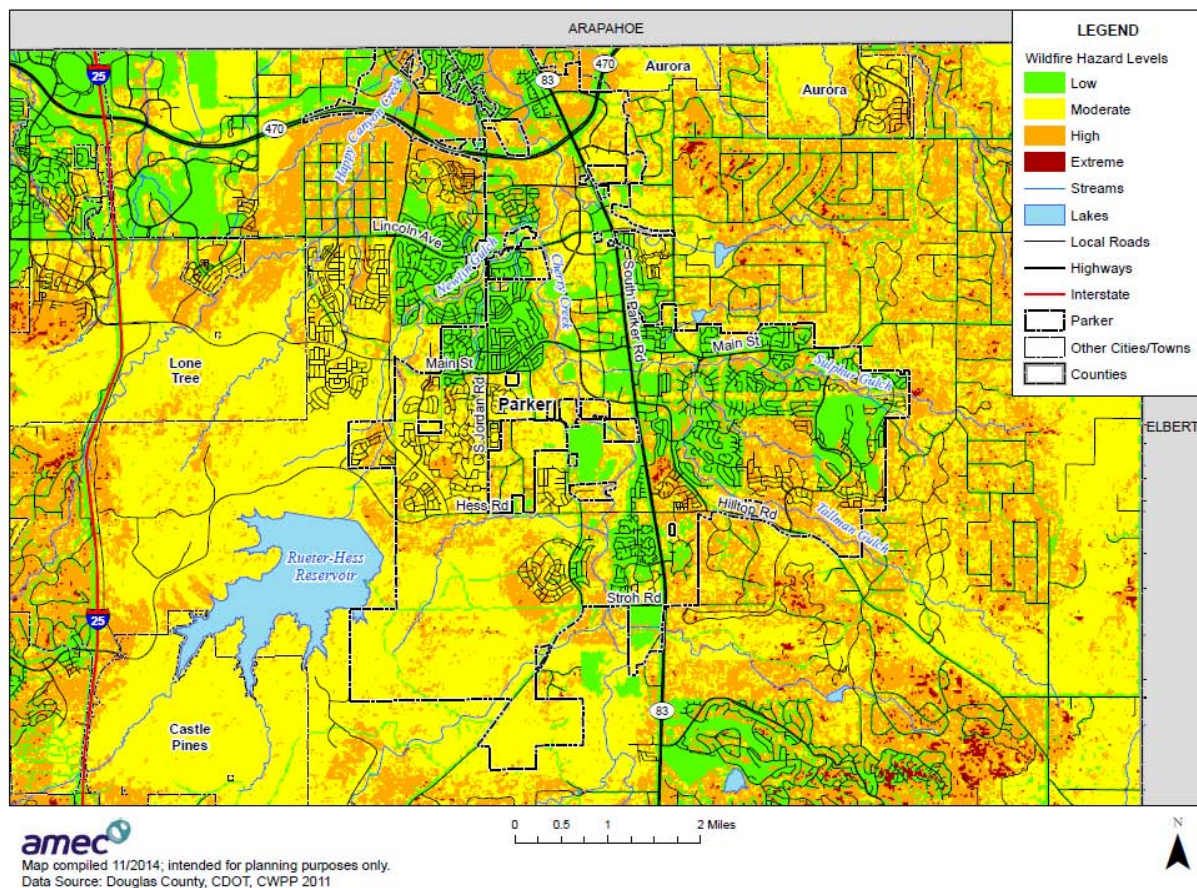 ARAPAHOE
LEGEND
Wildfire Hazard Levels
Low
Moderate
High
Extreme
Streams
Lakes
Local Roads
Highways
Interstate
Parker
Other Cities/Towns
Counties
25
83
470
Aurora
Aurora
470
Happy Canyon Creek
Lincoln Ave
Newlin Gulch
Cherry Creek
South Parker Rd
Main St
Sulphur Gulch
Lone
Tree
Main St
S Jordan Rd
Parker
ELBERT
Hess Rd
Hilltop Rd
Tallman Gulch
Rueter-Hess
Reservoir
Stroh Rd
25
83
Castle
Pines
amec
0 0.5 1 2 Miles
N
Map compiled 11/2014; intended for planning purposes only.
Data Source: Douglas County, CDOT, CWPP 2011